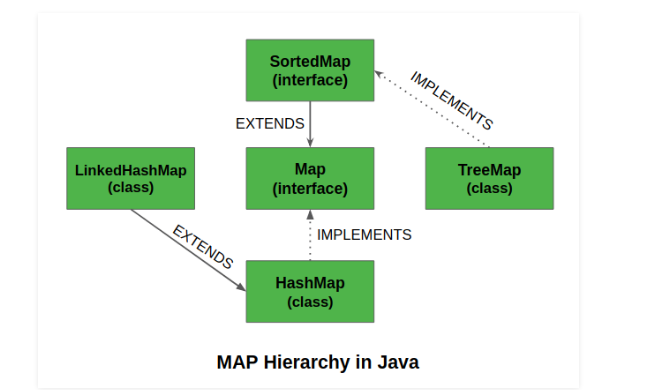 SortedMap
(interface)
IMPLEMENTS
EXTENDS
LinkedHashMap
(class)
Map
(interface)
TreeMap
(class)
EXTENDS
IMPLEMENTS
HashMap
(class)
MAP Hierarchy in Java